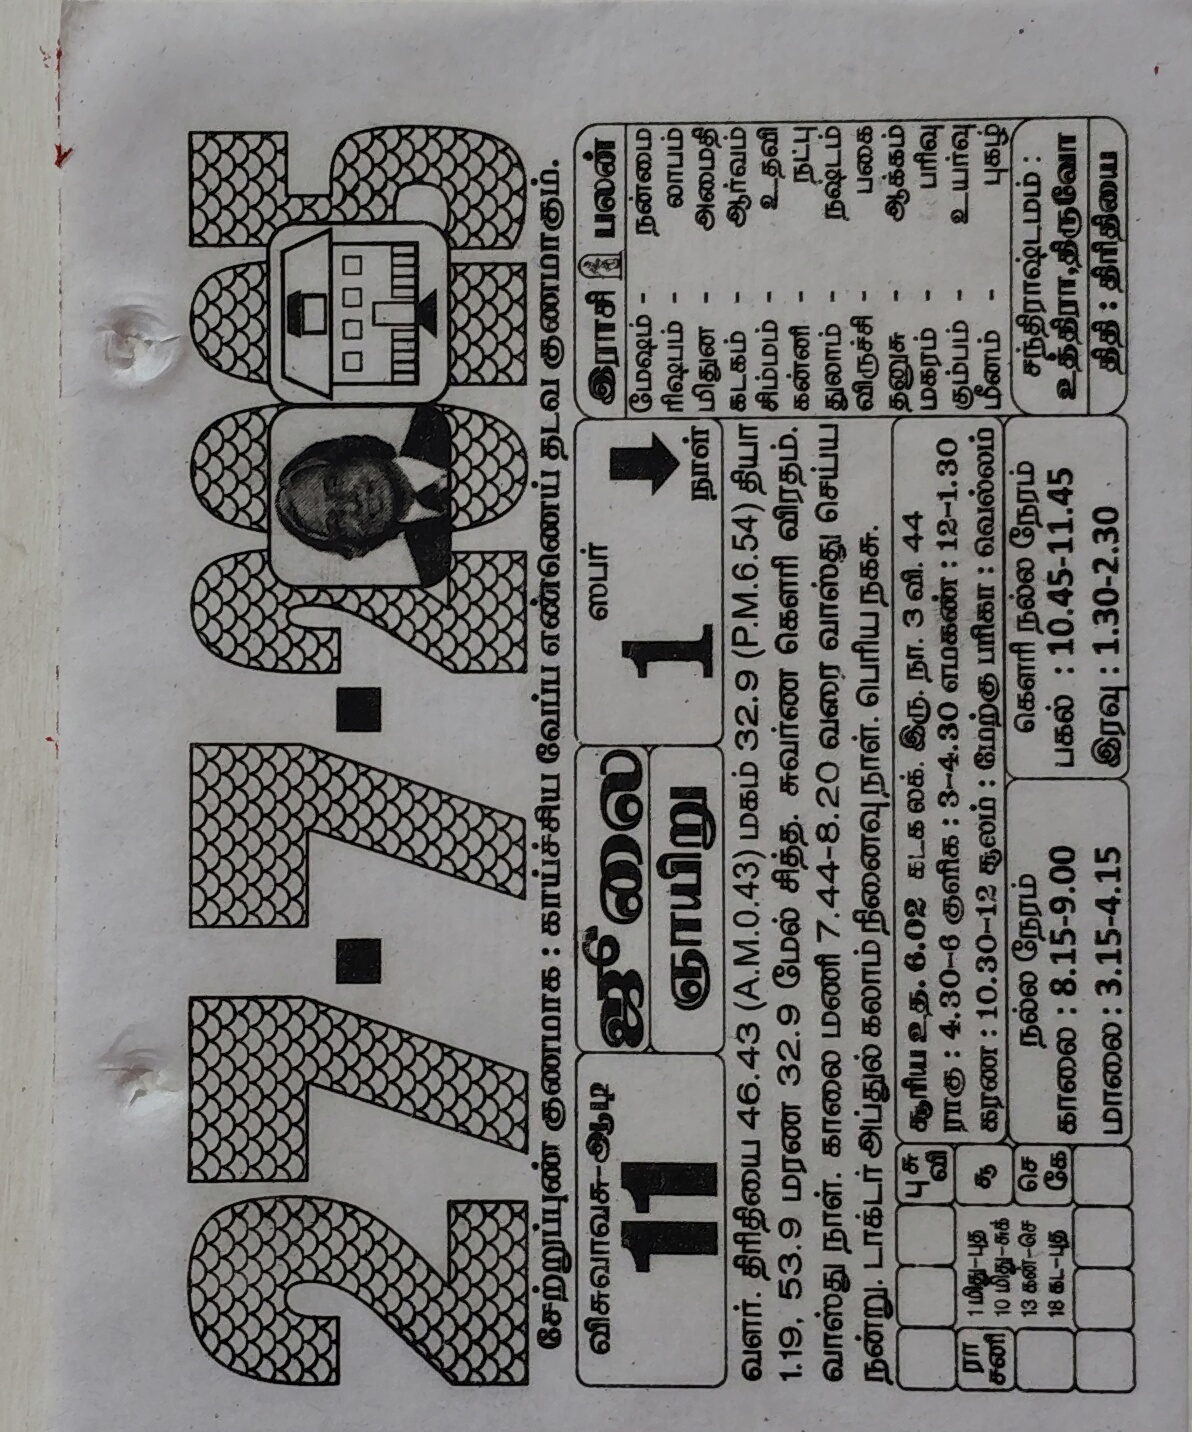 27.7.2025
சேற்றுப்புண் குணமாக : காய்ச்சிய வேப்ப எண்ணெய் தடவ குணமாகும்.
விசுவாவசு-ஆடி
11
ஜூலை
ஞாயிறு
ஸபர்
1
நாள்
வளர். திரிதியை 46.43 (A.M.0.43) மகம் 32.9 (P.M.6.54) தியா
1.19, 53.9 மரண 32.9 மேல் சித்த. சுவர்ண கௌரி விரதம்.
வாஸ்து நாள். காலை மணி 7.44-8.20 வரை வாஸ்து செய்ய
நன்று. டாக்டர் அப்துல் கலாம் நினைவு நாள். பெரிய நகசு.
இராசி பலன்
மேஷம் - நன்மை
ரிஷபம் - லாபம்
மிதுன - அமைதி
கடகம் - ஆர்வம்
சிம்மம் - உதவி
கன்னி - நட்பு
துலாம் - நஷ்டம்
விருச்சி - பகை
தனுசு - ஆக்கம்
மகரம் - பரிவு
கும்பம் - உயர்வு
மீனம் - புகழ்
சந்திராஷ்டமம் :
உத்திரா,திருவோ
திதி : திரிதியை
பு சு
வி
சூ
செ
கே
ரா
சனி
1 மிது-புத
10 மிது-சுக்
13 கன்-செ
18 கட-புத
சூரிய உத. 6.02 கடக லக். இரு. நா. 3 வி. 44
ராகு : 4.30-6 குளிக : 3-4.30 எமகண் : 12-1.30
கரண : 10.30-12 சூலம் : மேற்கு பரிகா : வெல்லம்
நல்ல நேரம்
காலை : 8.15-9.00
மாலை : 3.15-4.15
கௌரி நல்ல நேரம்
பகல் : 10.45-11.45
இரவு : 1.30-2.30